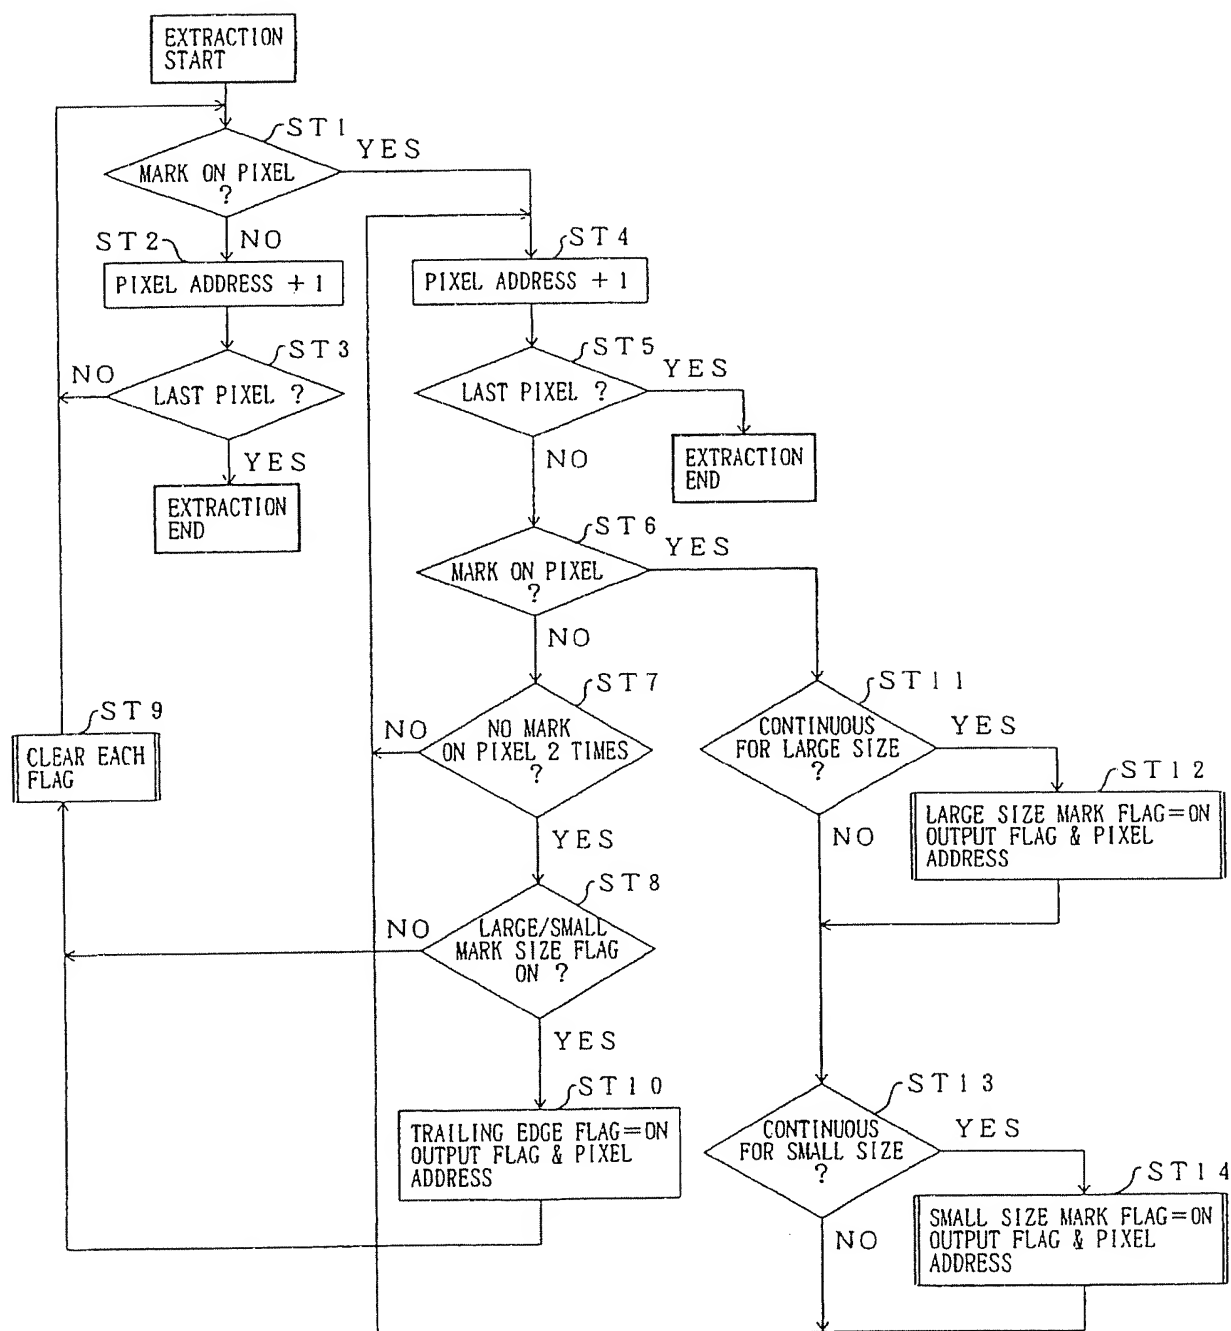 EXTRACTION
START
ST1
YES
MARK ON PIXEL
?
NO
ST2
PIXEL ADDRESS + 1
ST3
NO
LAST PIXEL ?
YES
EXTRACTION
END
ST4
PIXEL ADDRESS + 1
ST5
YES
LAST PIXEL ?
NO
EXTRACTION
END
ST6
YES
MARK ON PIXEL
?
NO
ST7
NO
NO MARK
ON PIXEL 2 TIMES
?
YES
ST8
NO
LARGE/SMALL
MARK SIZE FLAG
ON ?
YES
ST9
CLEAR EACH
FLAG
ST10
TRAILING EDGE FLAG=ON
OUTPUT FLAG & PIXEL
ADDRESS
ST11
YES
CONTINUOUS
FOR LARGE SIZE
?
NO
ST12
LARGE SIZE MARK FLAG=ON
OUTPUT FLAG & PIXEL
ADDRESS
ST13
YES
CONTINUOUS
FOR SMALL SIZE
?
NO
ST14
SMALL SIZE MARK FLAG=ON
OUTPUT FLAG & PIXEL
ADDRESS